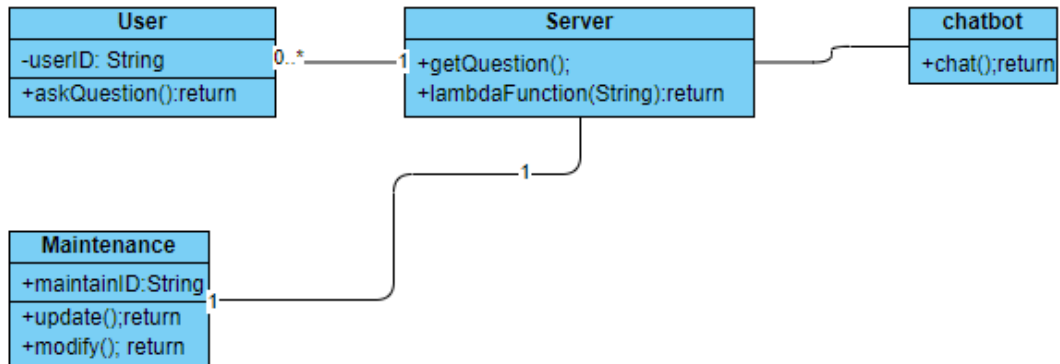 User
-userID: String
+askQuestion():return
0..*
1
Server
+getQuestion();
+lambdaFunction(String):return
chatbot
+chat();return
1
Maintenance
+maintainID:String
1
+update();return
+modify(); return